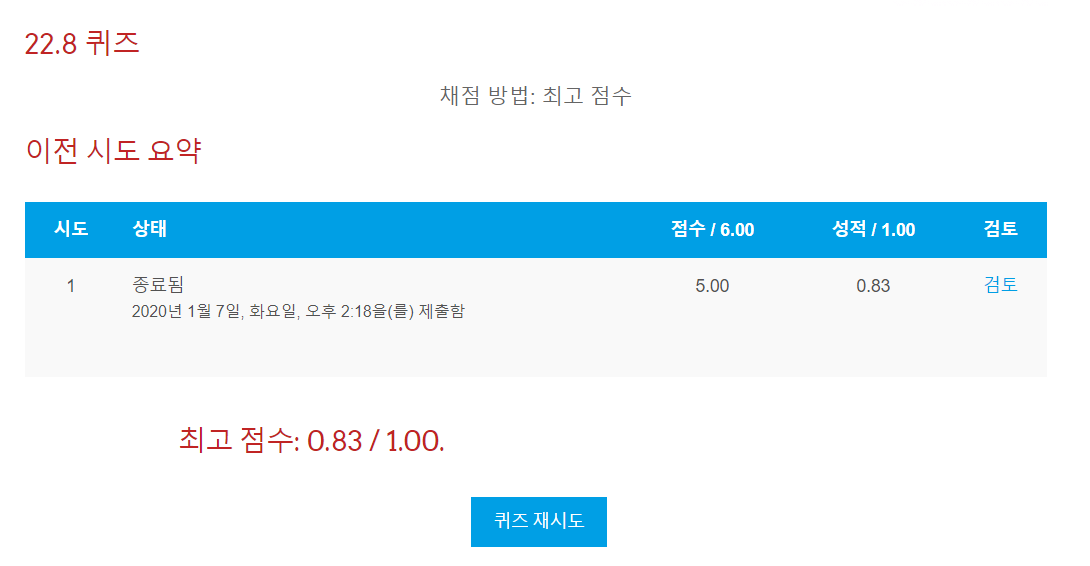 22.8 퀴즈
채점 방법: 최고 점수
이전 시도 요약
시도 상태 점수 / 6.00 성적 / 1.00 검토
1 종료됨 5.00 0.83 검토
2020년 1월 7일, 화요일, 오후 2:18을(를) 제출함
최고 점수: 0.83 / 1.00.
퀴즈 재시도